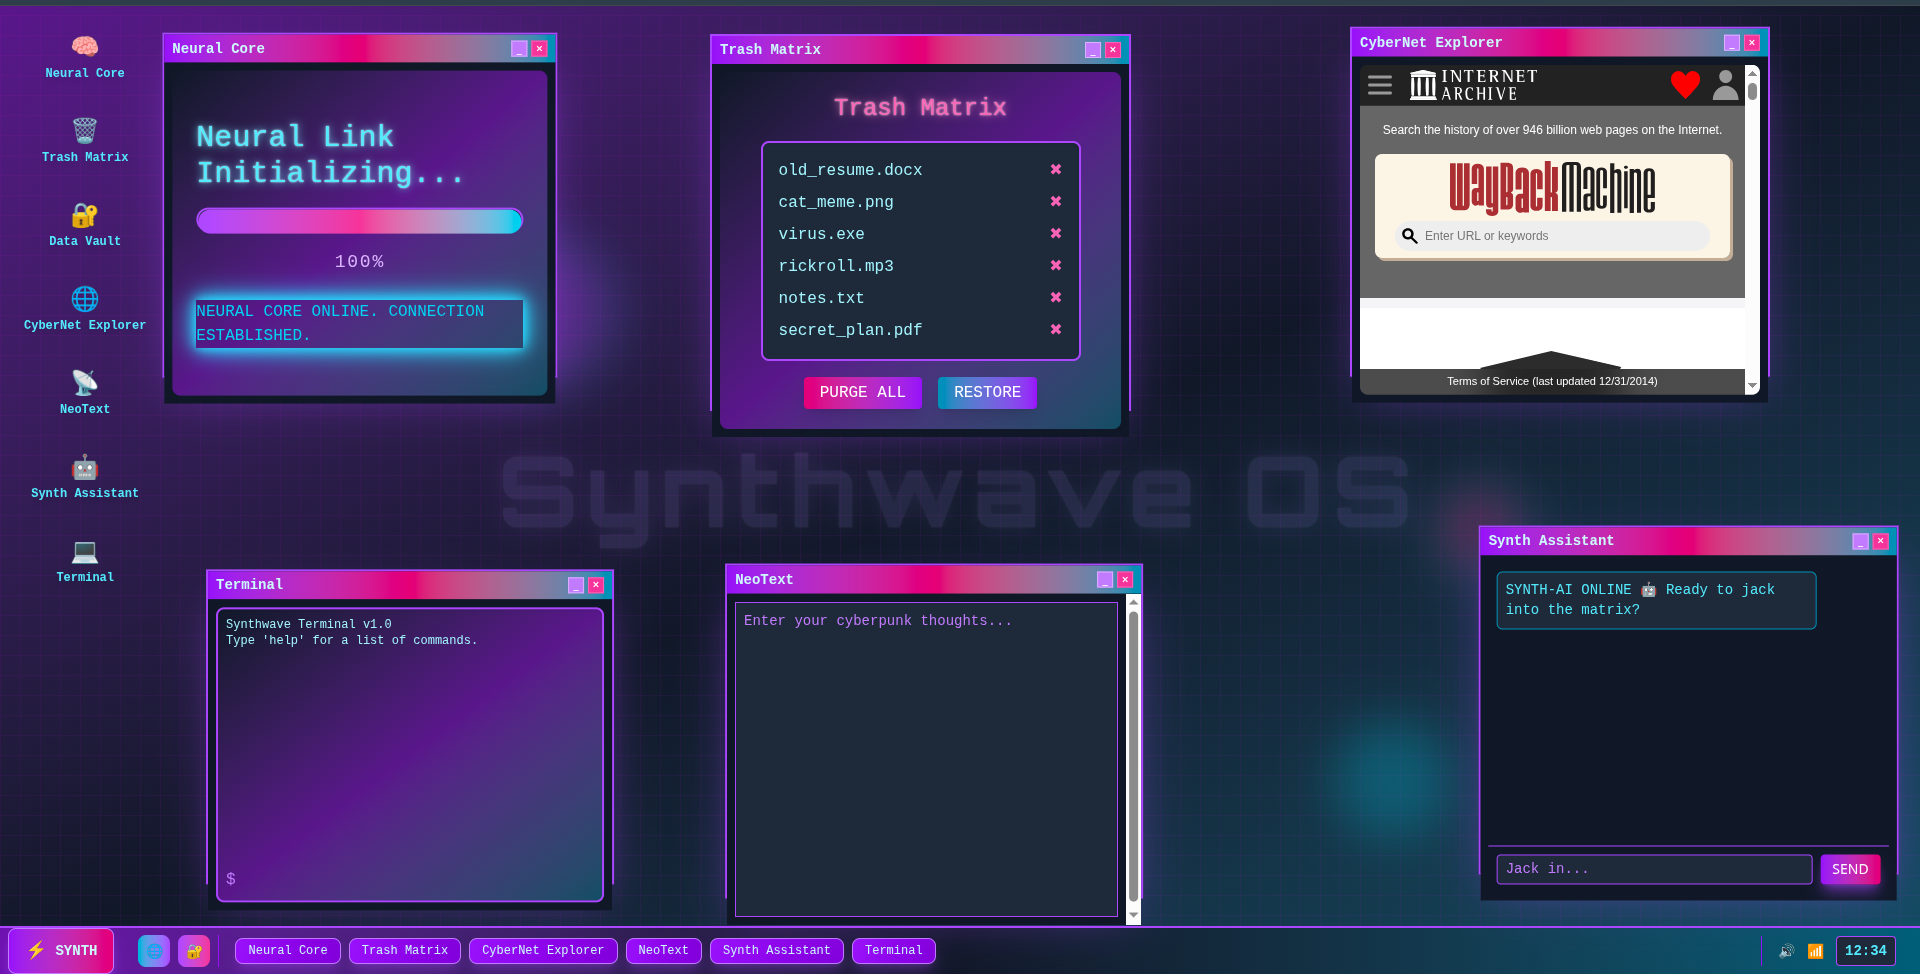 Neural Core
Trash Matrix
Data Vault
CyberNet Explorer
NeoText
Synth Assistant
Terminal
Neural Core
_ ×
Neural Link
Initializing...
100%
NEURAL CORE ONLINE. CONNECTION
ESTABLISHED.
Trash Matrix
_ ×
Trash Matrix
old_resume.docx ✖
cat_meme.png ✖
virus.exe ✖
rickroll.mp3 ✖
notes.txt ✖
secret_plan.pdf ✖
PURGE ALL RESTORE
CyberNet Explorer
_ ×
INTERNET
ARCHIVE
Search the history of over 946 billion web pages on the Internet.
WayBackMachine
Enter URL or keywords
Terms of Service (last updated 12/31/2014)
Synthwave OS
Terminal
_ ×
Synthwave Terminal v1.0
Type 'help' for a list of commands.
$
NeoText
_ ×
Enter your cyberpunk thoughts...
Synth Assistant
_ ×
SYNTH-AI ONLINE 🤖 Ready to jack
into the matrix?
Jack in...
SEND
⚡ SYNTH
Neural Core
Trash Matrix
CyberNet Explorer
NeoText
Synth Assistant
Terminal
12:34